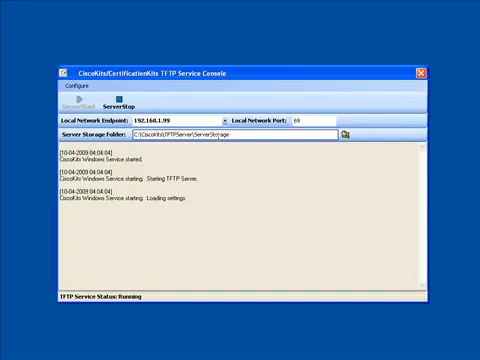 CiscoKits/CertificationKits TFTP Service Console
Configure
ServerStart ServerStop
Local Network Endpoint: 192.168.1.99 Local Network Port: 69
Server Storage Folder: C:\CiscoKits\TFTPServer\ServerStorage
[10-04-2009 04:04:04]
CiscoKits Windows Service started.
[10-04-2009 04:04:04]
CiscoKits Windows Service starting. Starting TFTP Server.
[10-04-2009 04:04:04]
CiscoKits Windows Service starting. Loading settings
TFTP Service Status: Running